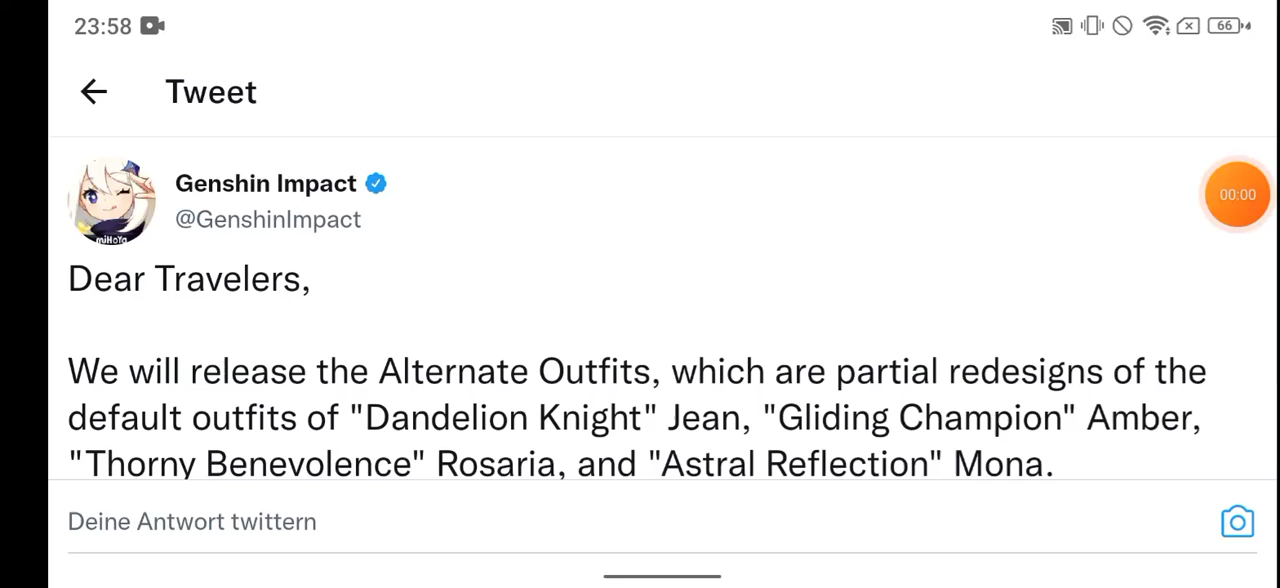 23:58
66
Tweet
Genshin Impact
@GenshinImpact
miHoYo
00:00
Dear Travelers,
We will release the Alternate Outfits, which are partial redesigns of the
default outfits of "Dandelion Knight" Jean, "Gliding Champion" Amber,
"Thorny Benevolence" Rosaria, and "Astral Reflection" Mona.
Deine Antwort twittern